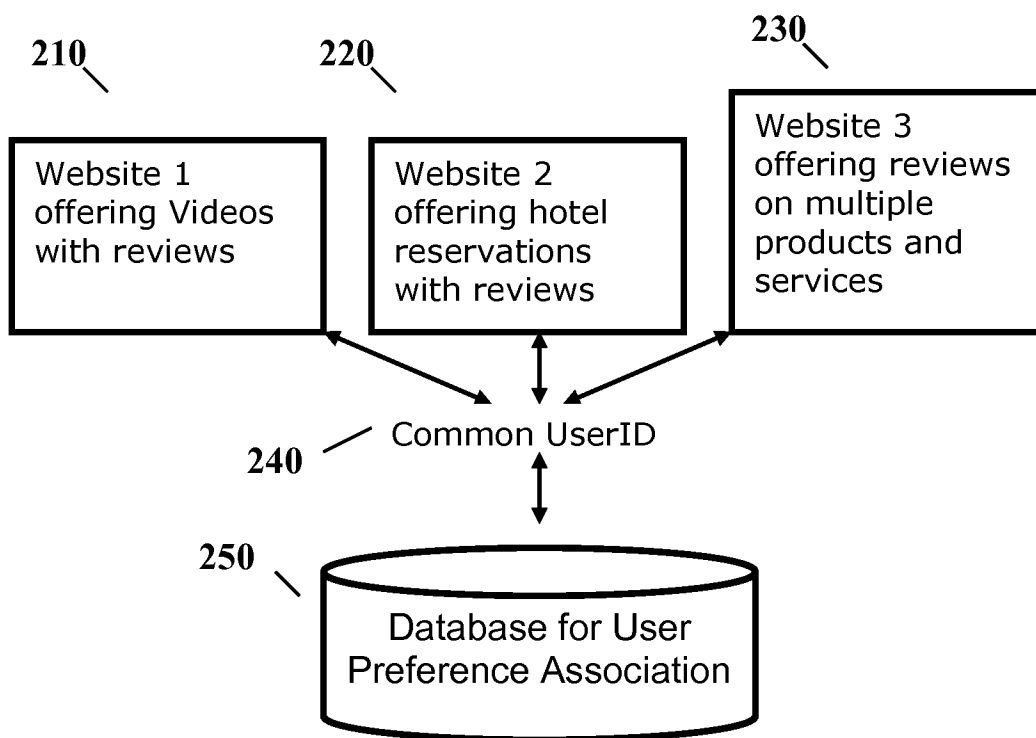 210
220
230
Website 1
offering Videos
with reviews
Website 2
offering hotel
reservations
with reviews
Website 3
offering reviews
on multiple
products and
services
240
Common UserID
250
Database for User
Preference Association